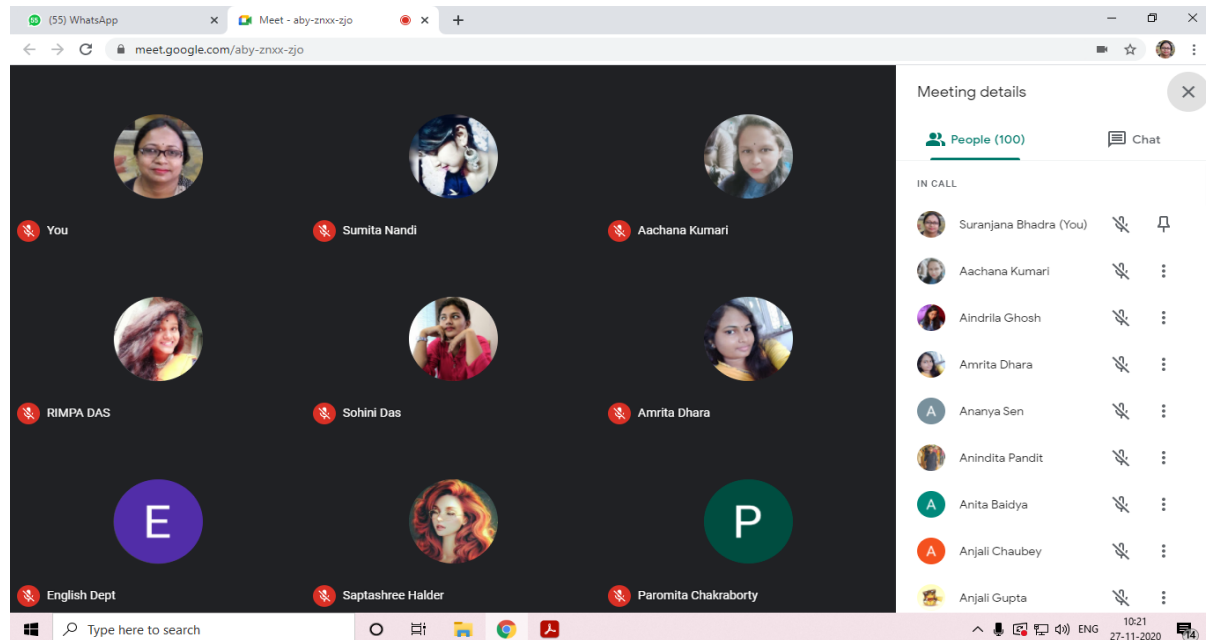 (55) WhatsApp
Meet - aby-znxx-zjo
meet.google.com/aby-znxx-zjo
You
Sumita Nandi
Aachana Kumari
RIMPA DAS
Sohini Das
Amrita Dhara
E
P
English Dept
Saptashree Halder
Paromita Chakraborty
Meeting details
People (100)
Chat
IN CALL
Suranjana Bhadra (You)
Aachana Kumari
Aindrila Ghosh
Amrita Dhara
A
Ananya Sen
Anindita Pandit
A
Anita Baidya
A
Anjali Chaubey
Anjali Gupta
Type here to search
ENG
10:21
27-11-2020
14